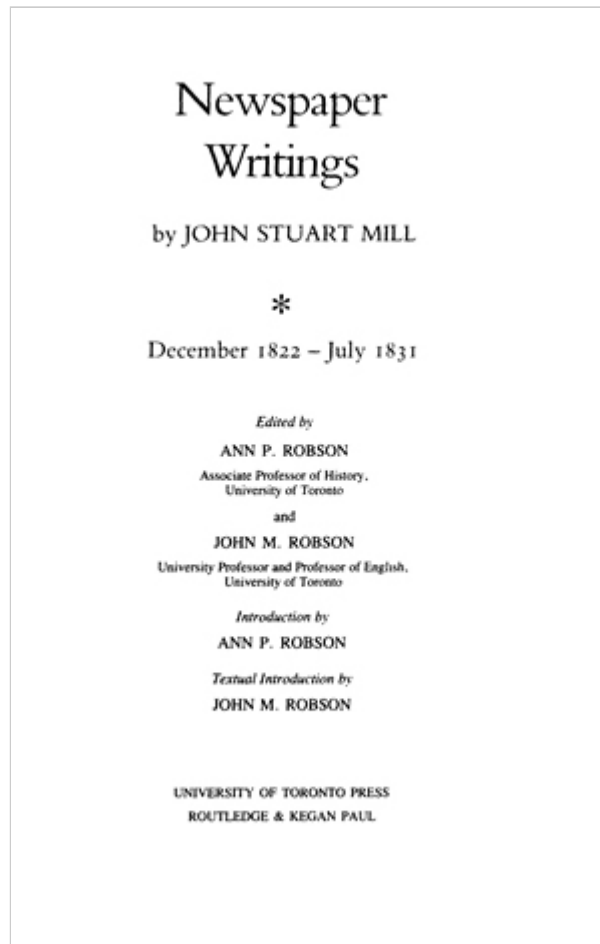 Newspaper
Writings
by JOHN STUART MILL
*
December 1822 – July 1831
Edited by
ANN P. ROBSON
Associate Professor of History,
University of Toronto
and
JOHN M. ROBSON
University Professor and Professor of English,
University of Toronto
Introduction by
ANN P. ROBSON
Textual Introduction by
JOHN M. ROBSON
UNIVERSITY OF TORONTO PRESS
ROUTLEDGE & KEGAN PAUL